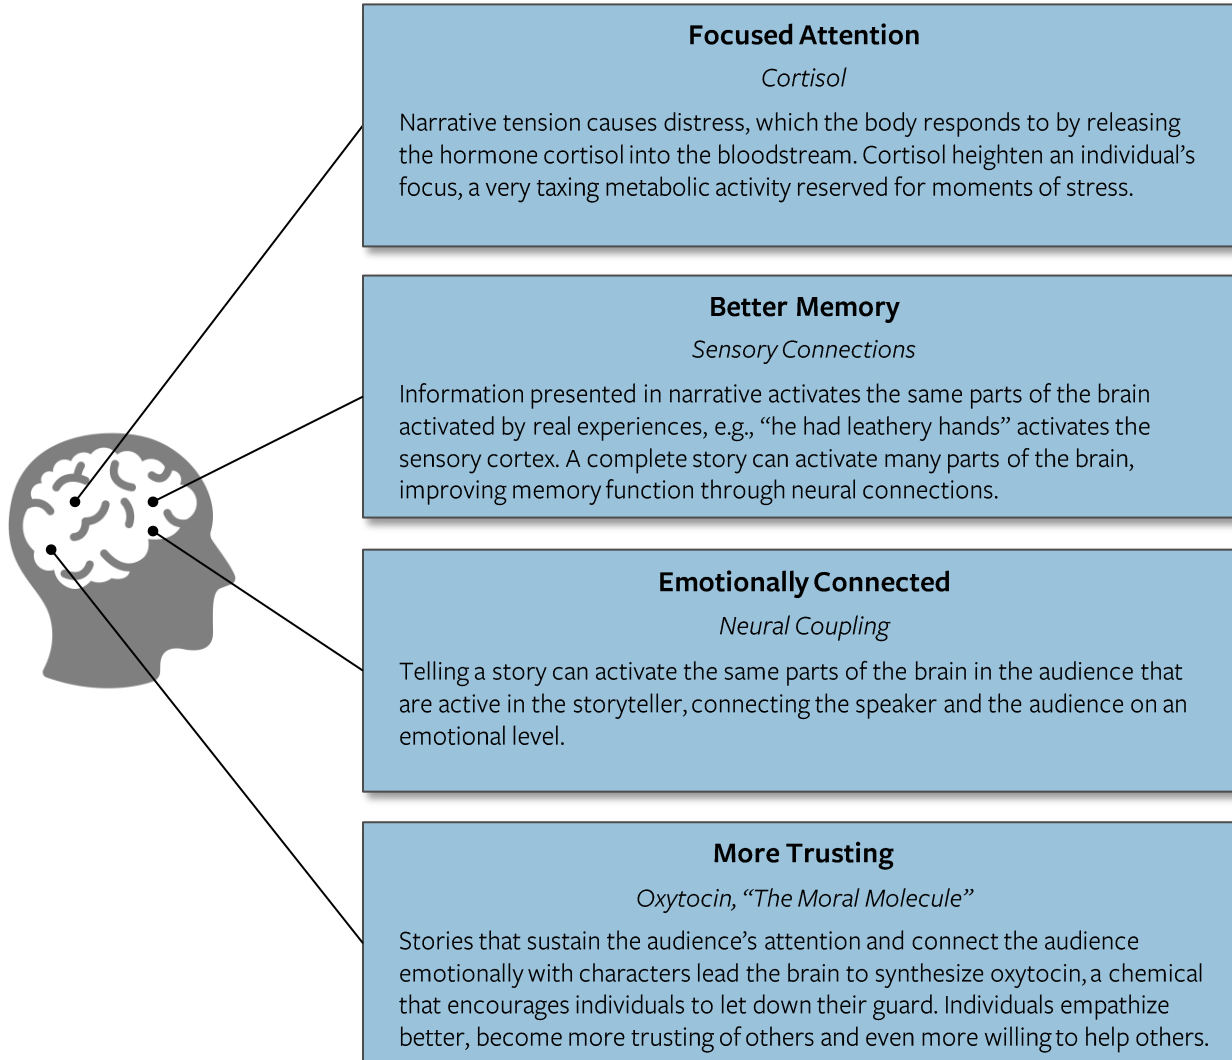 Focused Attention
Cortisol
Narrative tension causes distress, which the body responds to by releasing
the hormone cortisol into the bloodstream. Cortisol heighten an individual’s
focus, a very taxing metabolic activity reserved for moments of stress.
Better Memory
Sensory Connections
Information presented in narrative activates the same parts of the brain
activated by real experiences, e.g., “he had leathery hands” activates the
sensory cortex. A complete story can activate many parts of the brain,
improving memory function through neural connections.
Emotionally Connected
Neural Coupling
Telling a story can activate the same parts of the brain in the audience that
are active in the storyteller, connecting the speaker and the audience on an
emotional level.
More Trusting
Oxytocin, “The Moral Molecule”
Stories that sustain the audience’s attention and connect the audience
emotionally with characters lead the brain to synthesize oxytocin, a chemical
that encourages individuals to let down their guard. Individuals empathize
better, become more trusting of others and even more willing to help others.